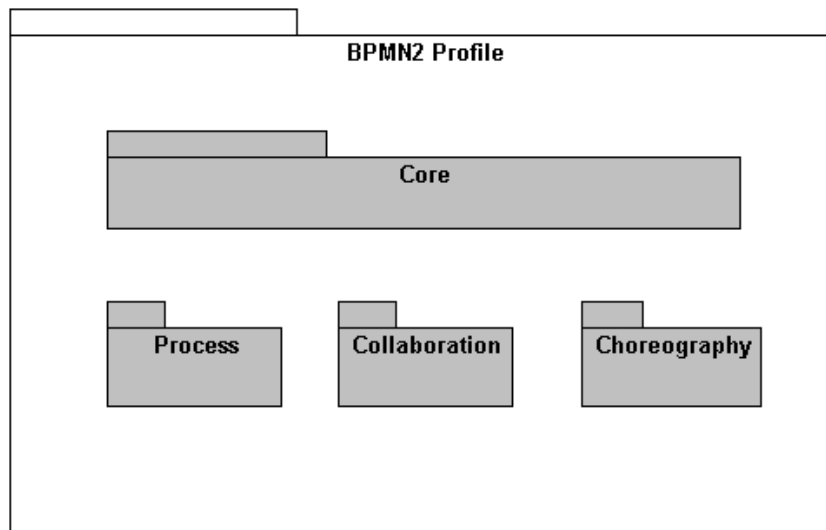 BPMN2 Profile
Core
Process
Collaboration
Choreography